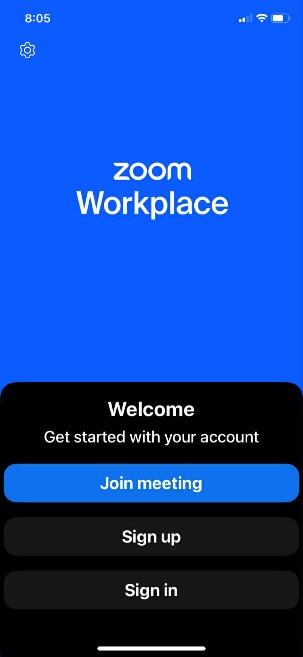 8:05
zoom
Workplace
Welcome
Get started with your account
Join meeting
Sign up
Sign in